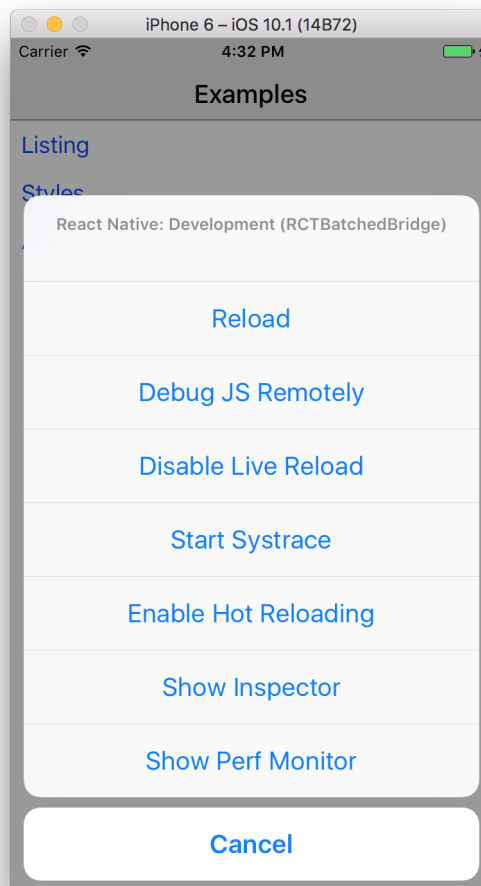 iPhone 6 – iOS 10.1 (14B72)
Carrier 4:32 PM
Examples
Listing
Styles
React Native: Development (RCTBatchedBridge)
Reload
Debug JS Remotely
Disable Live Reload
Start Systrace
Enable Hot Reloading
Show Inspector
Show Perf Monitor
Cancel